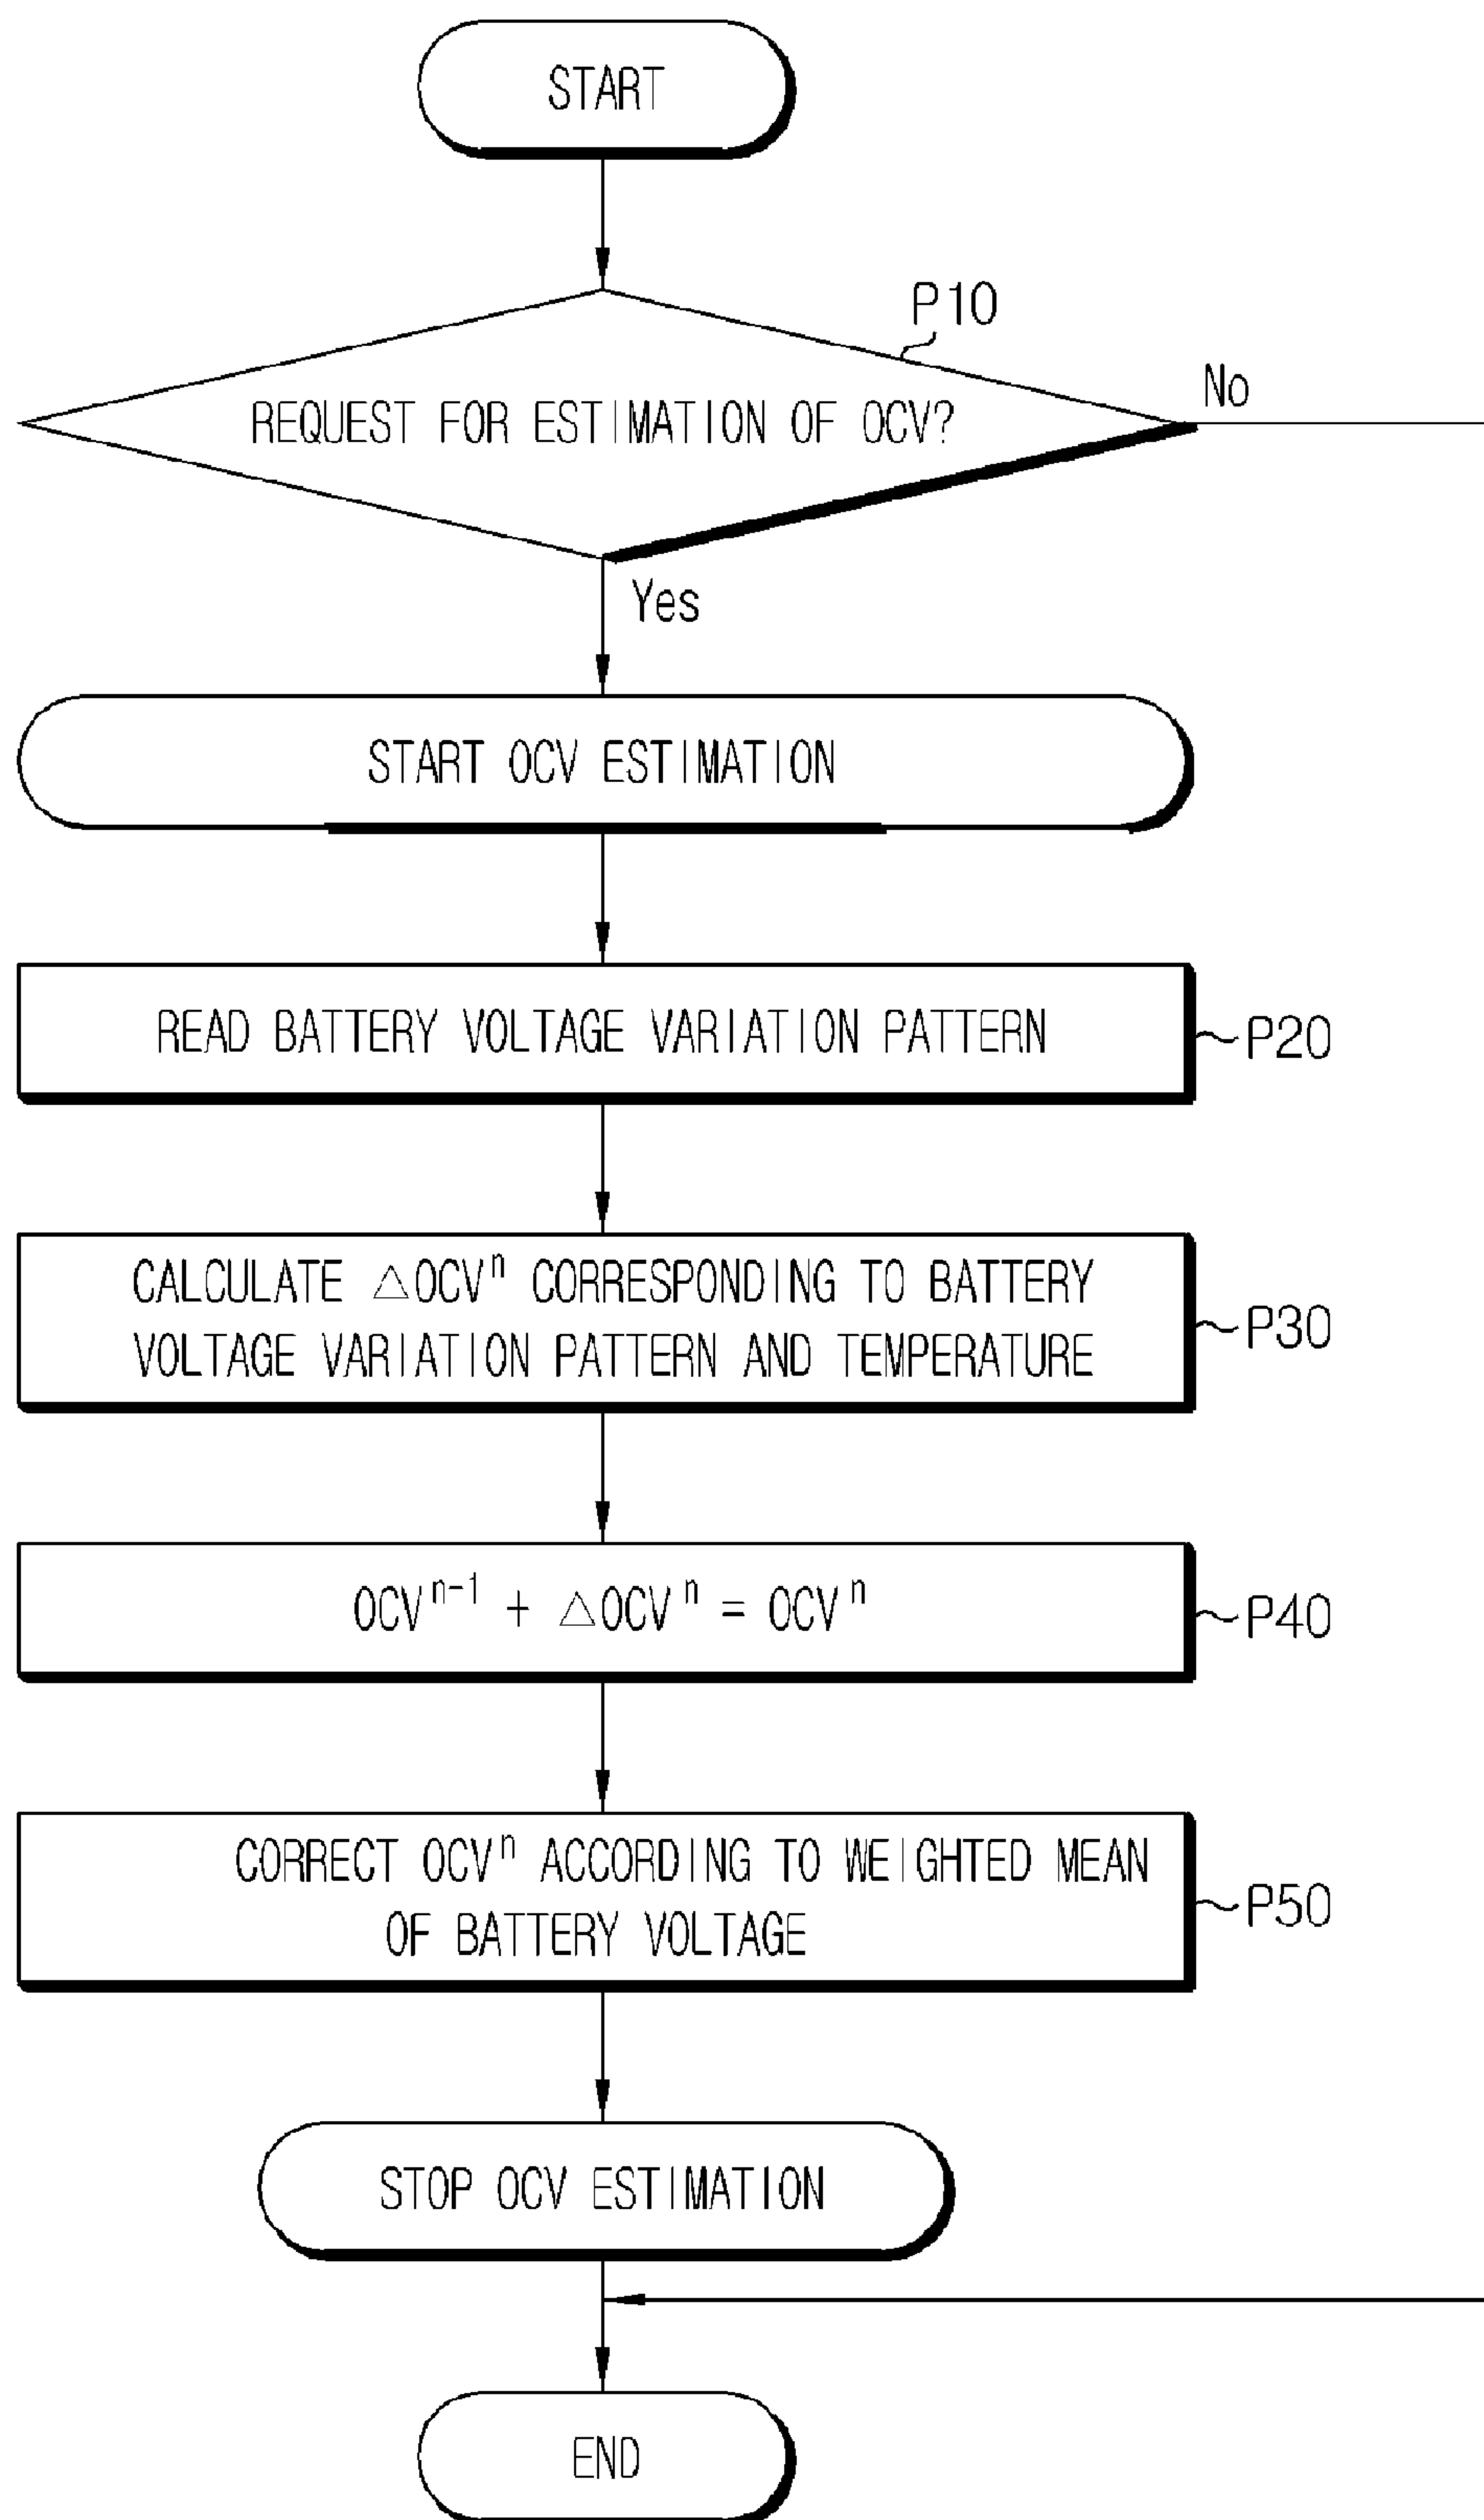 START
P10
No
REQUEST FOR ESTIMATION OF OCV?
Yes
START OCV ESTIMATION
READ BATTERY VOLTAGE VARIATION PATTERN
P20
CALCULATE △OCVⁿ CORRESPONDING TO BATTERY
VOLTAGE VARIATION PATTERN AND TEMPERATURE
P30
OCVⁿ⁻¹ + △OCVⁿ = OCVⁿ
P40
CORRECT OCVⁿ ACCORDING TO WEIGHTED MEAN
OF BATTERY VOLTAGE
P50
STOP OCV ESTIMATION
END